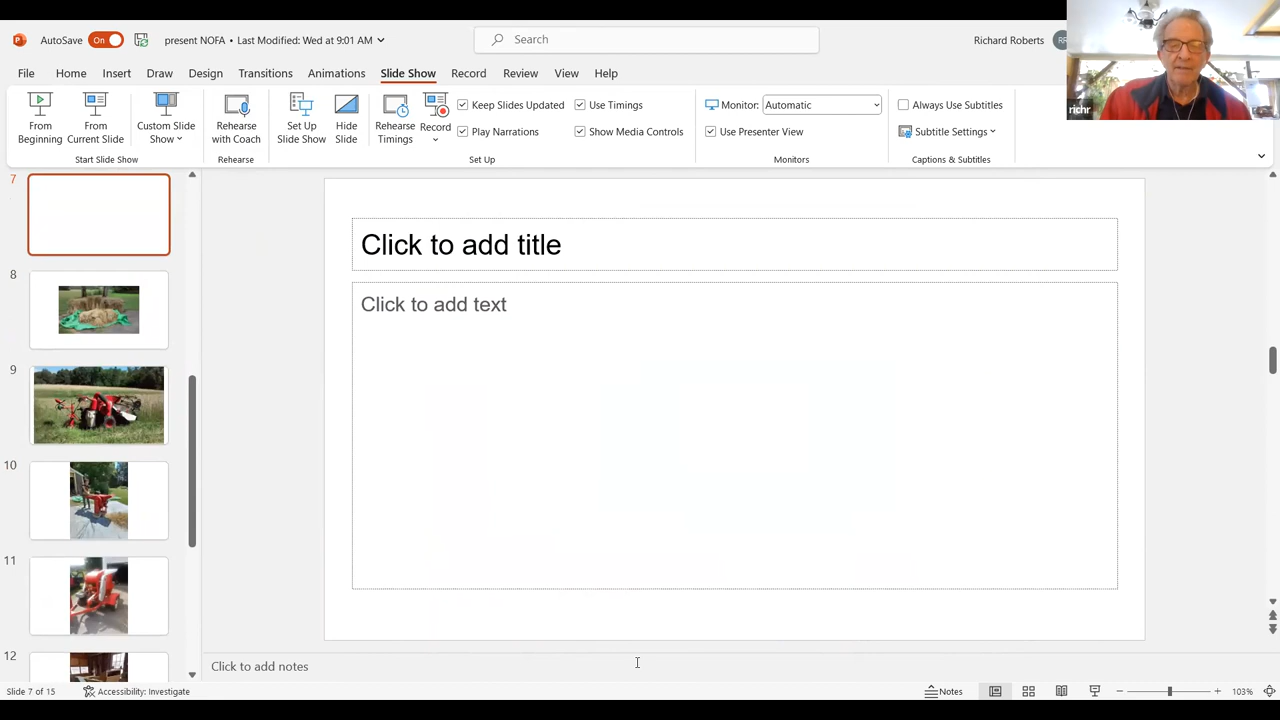 AutoSave On present NOFA • Last Modified: Wed at 9:01 AM Search Richard Roberts
File Home Insert Draw Design Transitions Animations Slide Show Record Review View Help
From Beginning
From Current Slide
Custom Slide Show
Start Slide Show
Rehearse with Coach
Rehearse
Set Up Slide Show
Hide Slide
Rehearse Timings
Record
Keep Slides Updated
Play Narrations
Use Timings
Show Media Controls
Set Up
Monitor: Automatic
Use Presenter View
Monitors
Always Use Subtitles
Subtitle Settings
Captions & Subtitles
richr
7
8
9
10
11
12
Click to add title
Click to add text
Click to add notes
Slide 7 of 15 Accessibility: Investigate Notes 103%